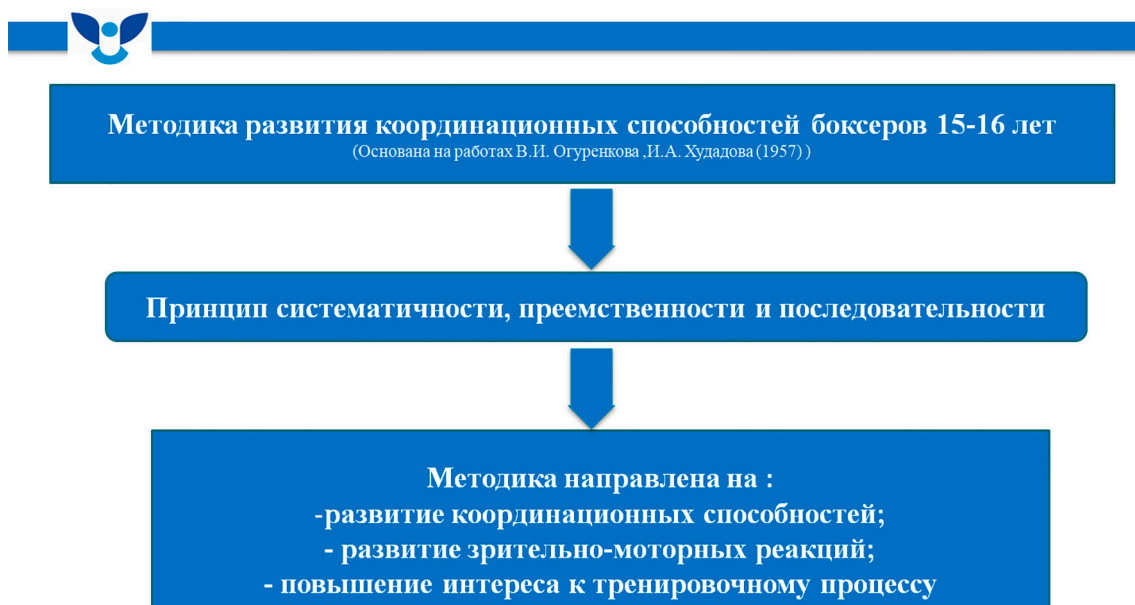 Методика развития координационных способностей боксеров 15-16 лет
(Основана на работах В.И. Огуренкова ,И.А. Худадова (1957) )
Принцип систематичности, преемственности и последовательности
Методика направлена на :
-развитие координационных способностей;
- развитие зрительно-моторных реакций;
- повышение интереса к тренировочному процессу